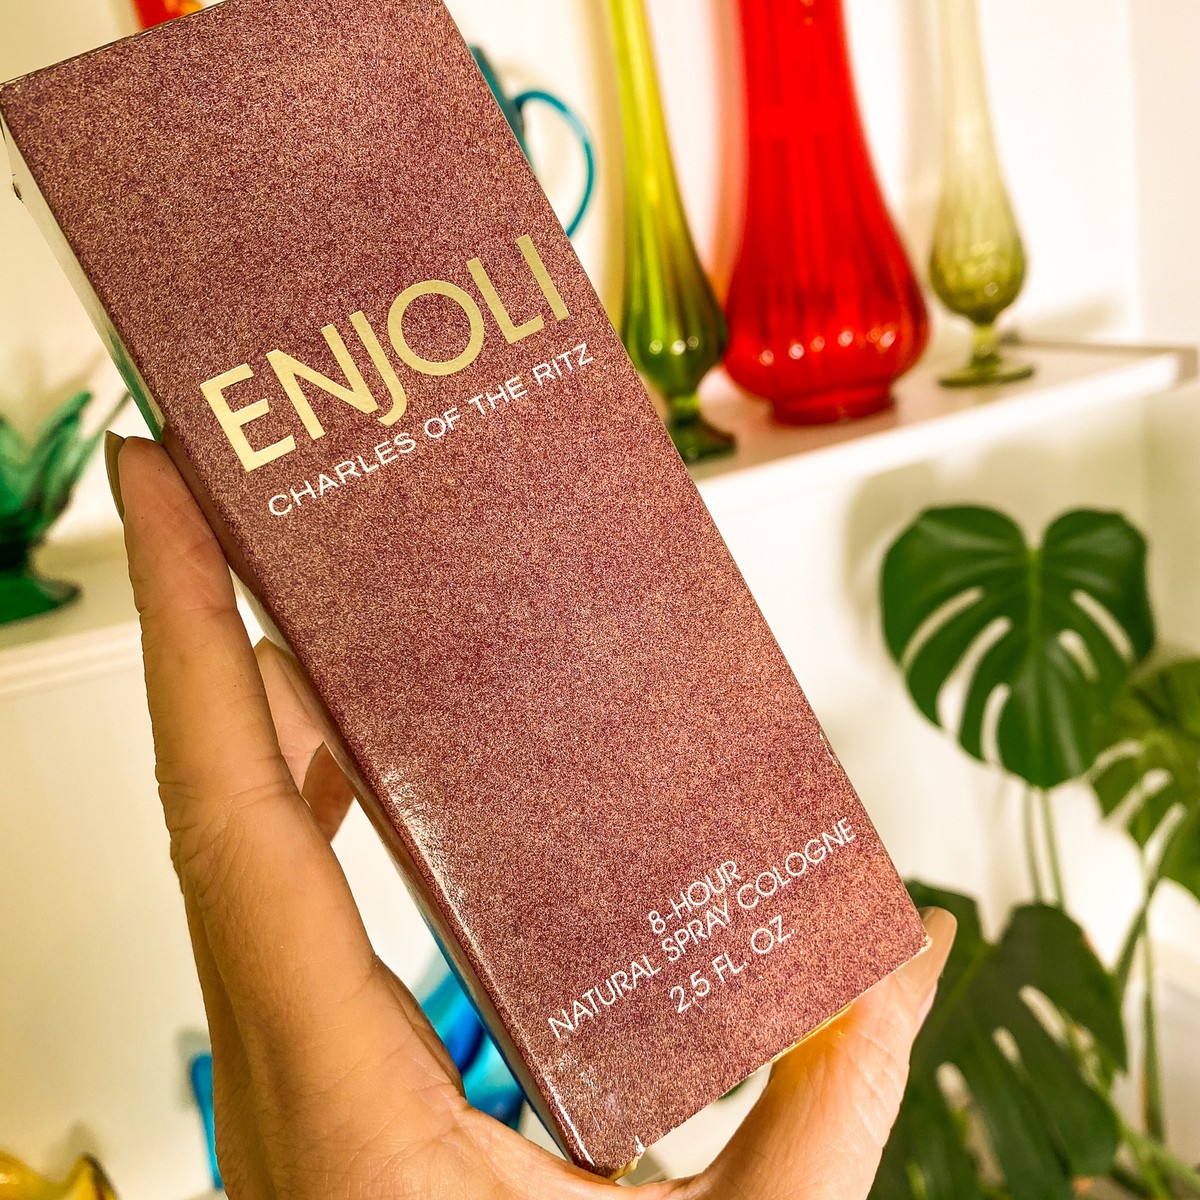 ENJOLI
CHARLES OF THE RITZ
8-HOUR
NATURAL SPRAY COLOGNE
2.5 FL. OZ.